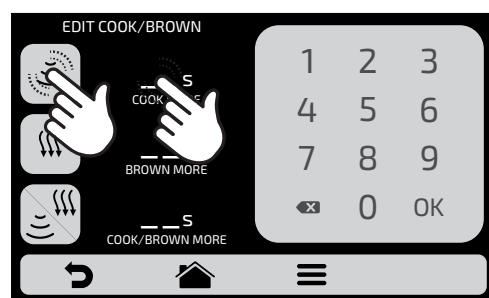 EDIT COOK/BROWN
_ _ S
COOK
_ _
BROWN MORE
_ _ S
COOK/BROWN MORE
1 2 3
4 5 6
7 8 9
0 OK